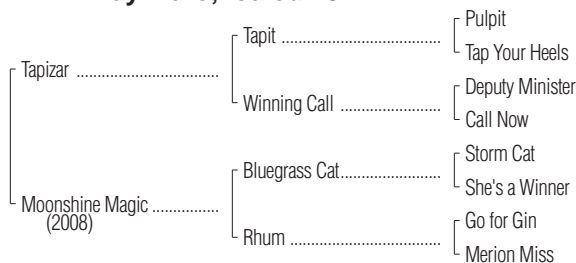 Pulpit
Tapit ........................................
Tap Your Heels
Tapizar ....................................
Deputy Minister
Winning Call .........................
Call Now
Storm Cat
Bluegrass Cat.........................
She's a Winner
Moonshine Magic .................
(2008)
Go for Gin
Rhum ......................................
Merion Miss